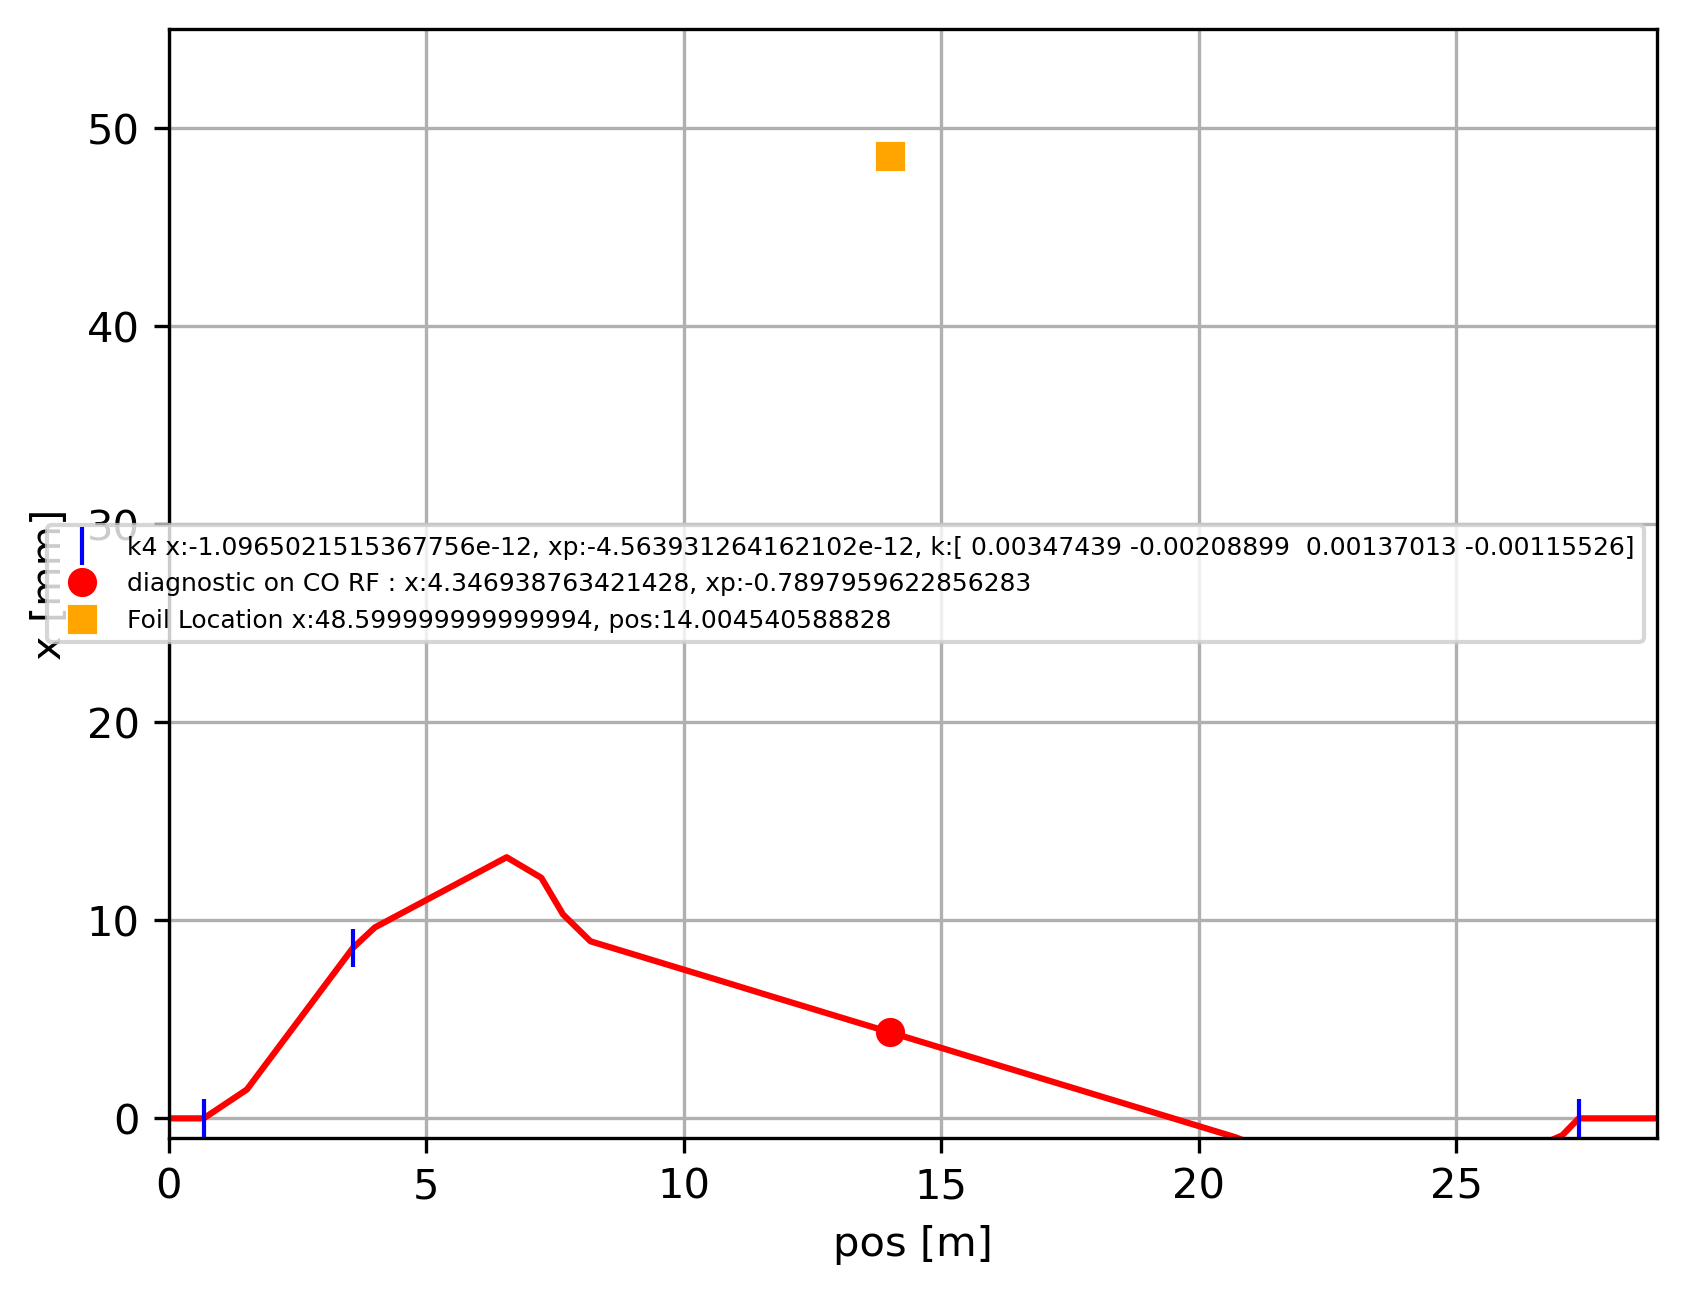 50
40
30
20
10
0
x [mm]
k4 x:-1.0965021515367756e-12, xp:-4.563931264162102e-12, k:[ 0.00347439 -0.00208899  0.00137013 -0.00115526]
diagnostic on CO RF : x:4.346938763421428, xp:-0.7897959622856283
Foil Location x:48.599999999999994, pos:14.004540588828
0 5 10 15 20 25
pos [m]